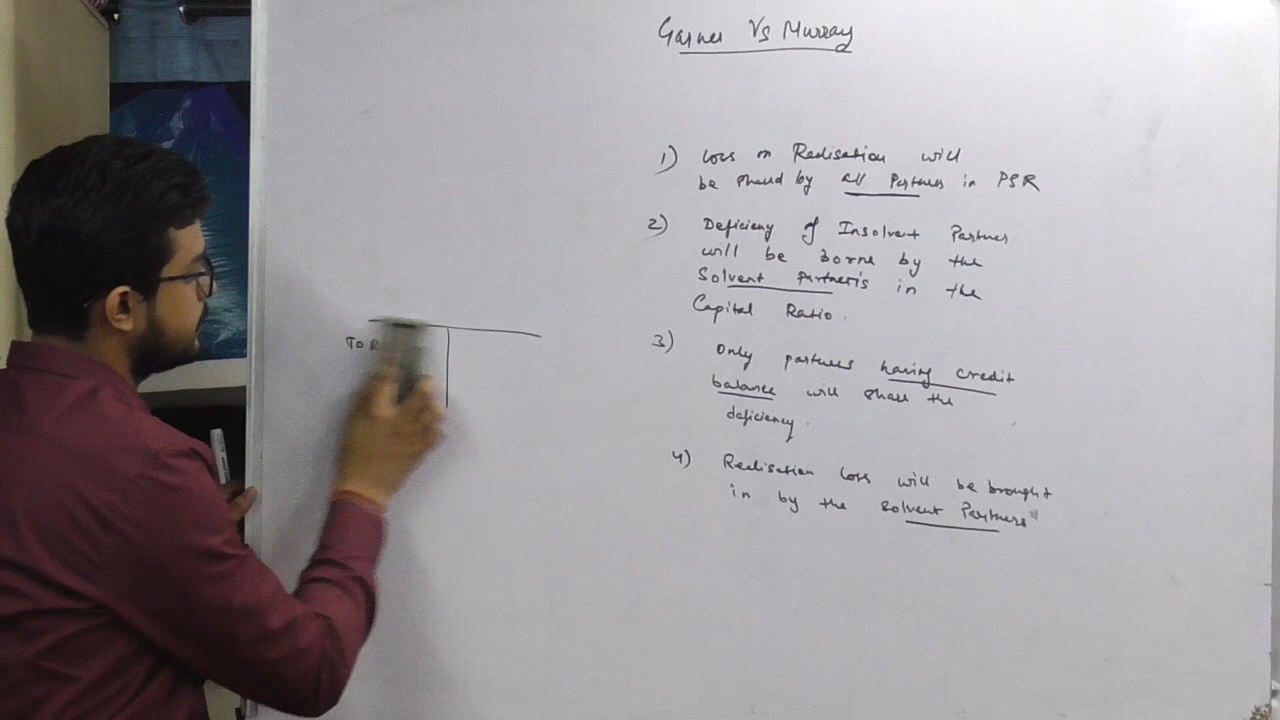 Garner Vs Murray
1) Loss on Realisation will
be shared by all Partners in PSR
2) Deficiency of Insolvent Partner
will be borne by the
Solvent Partners in the
Capital Ratio.
3) Only partners having credit
balance will share the
deficiency.
4) Realisation Loss will be brought
in by the Solvent Partners
To R